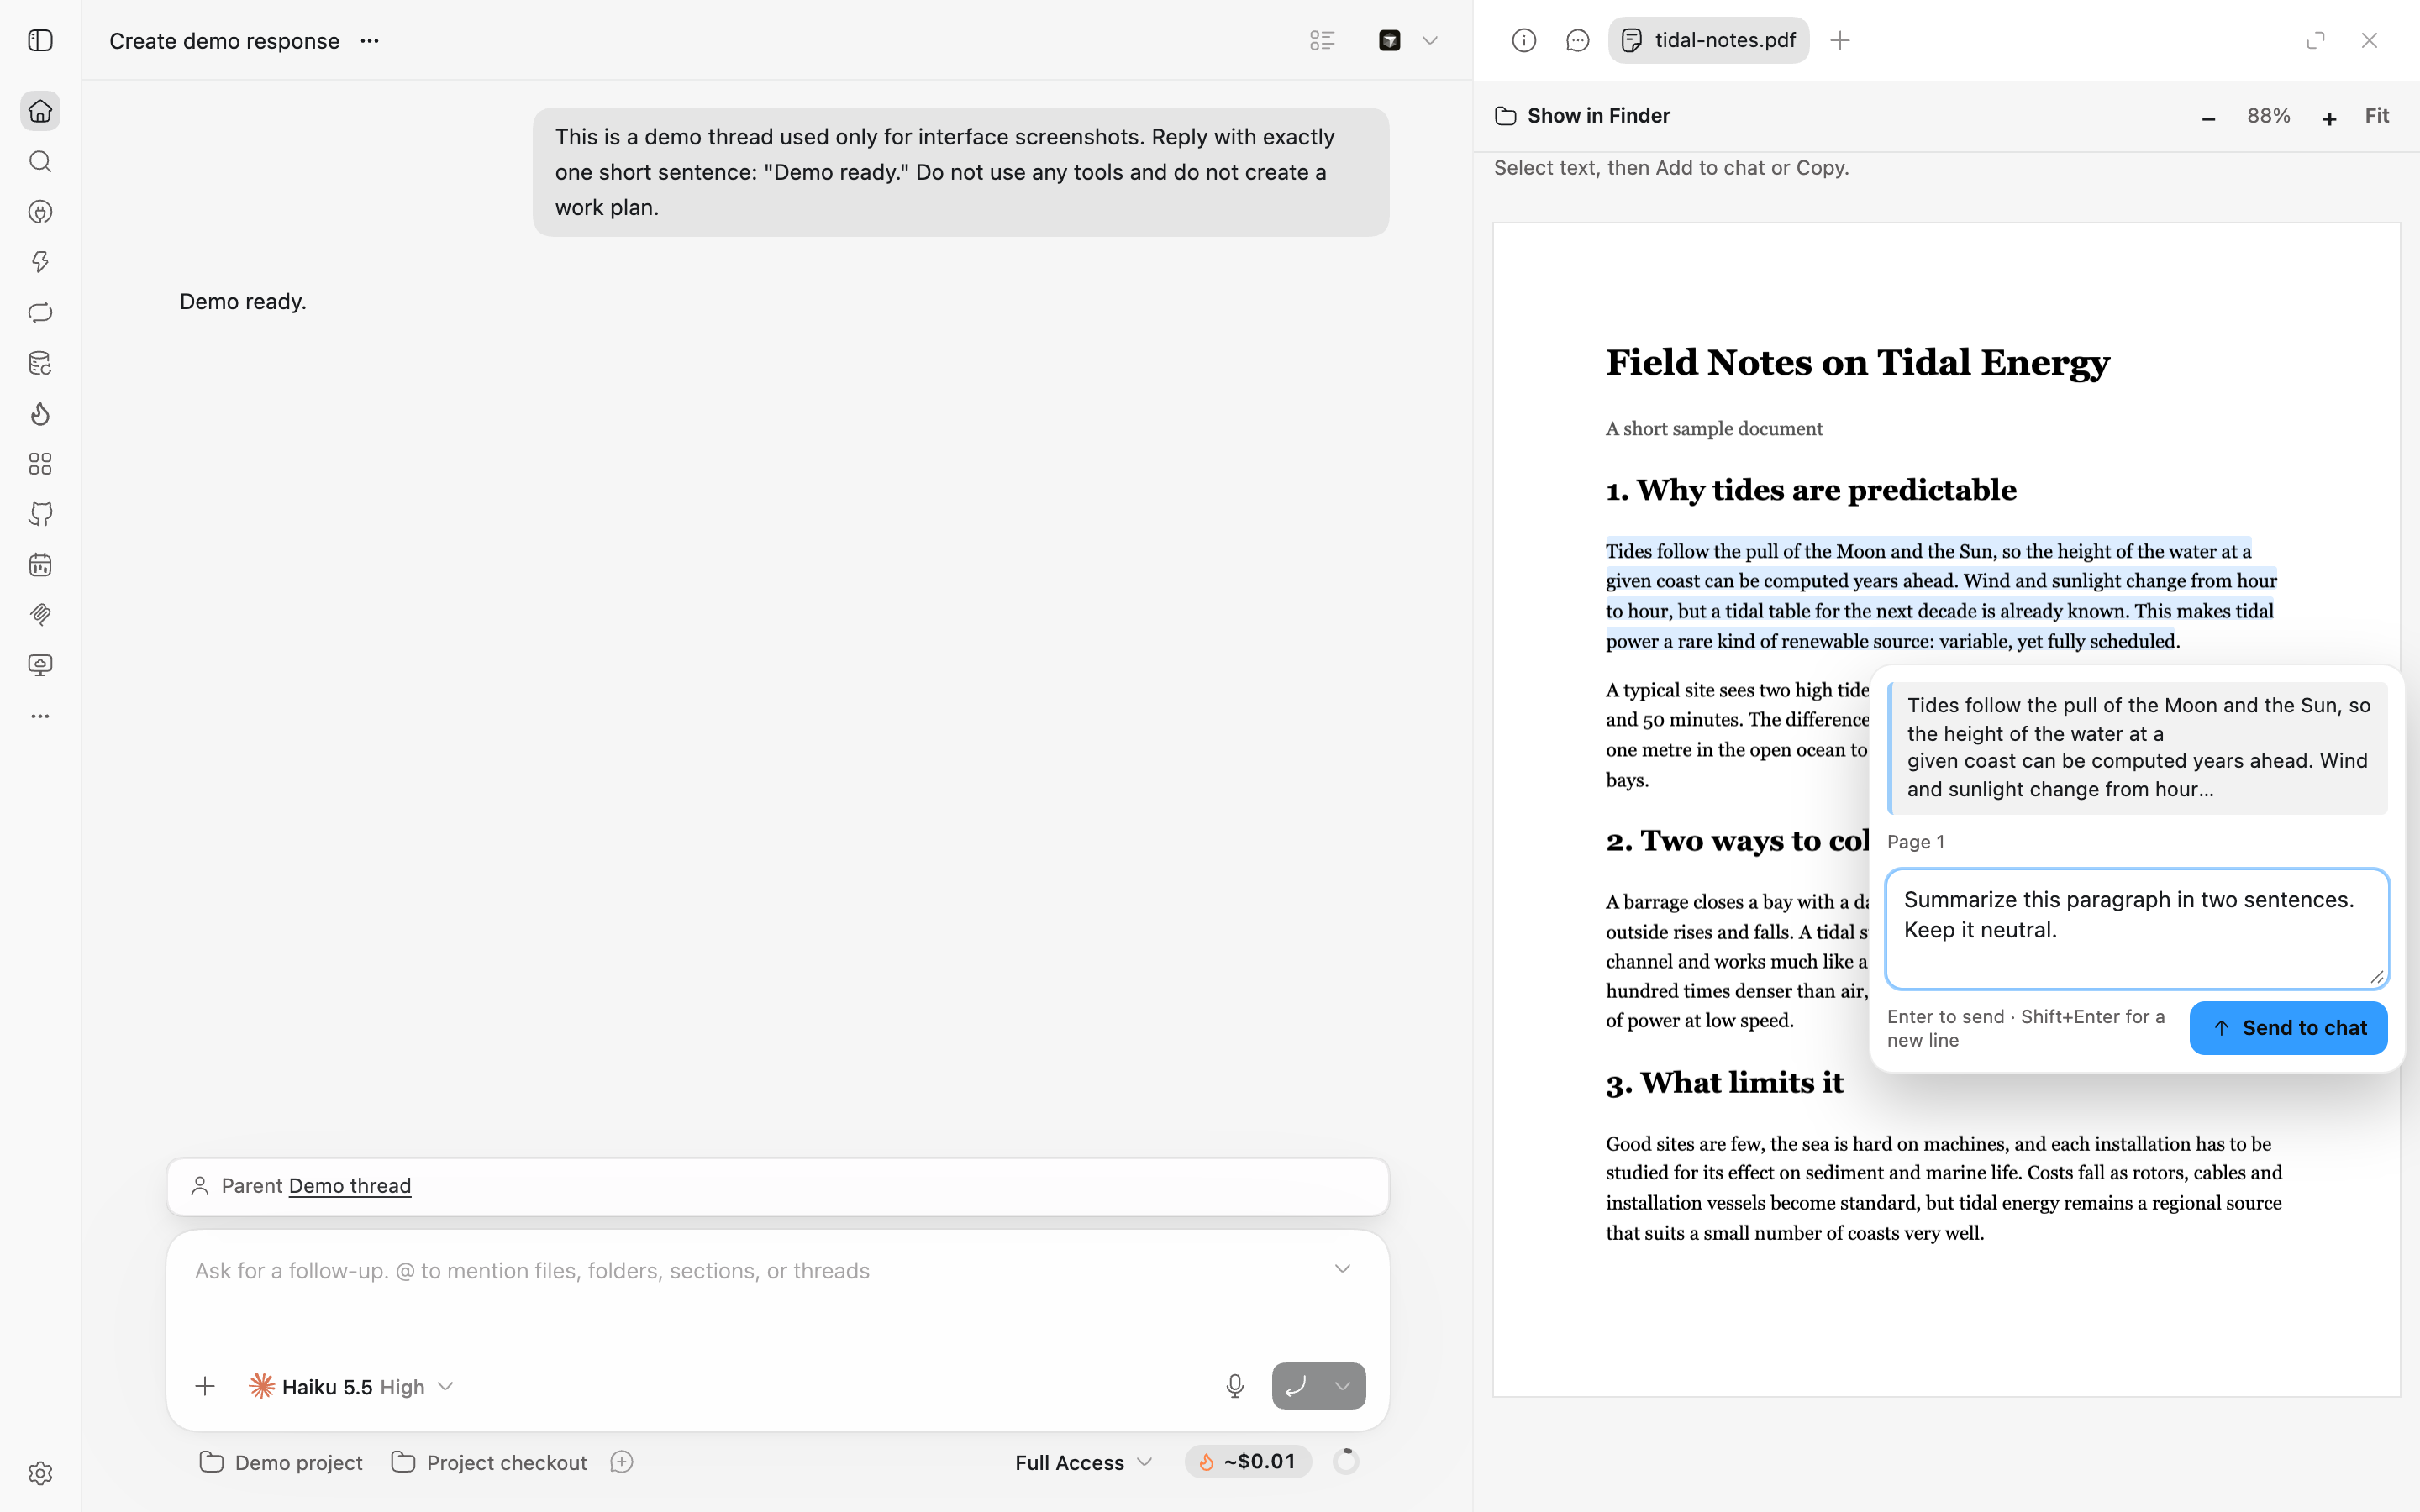 Create demo response
tidal-notes.pdf
Show in Finder
88%
Fit
Select text, then Add to chat or Copy.
This is a demo thread used only for interface screenshots. Reply with exactly
one short sentence: "Demo ready." Do not use any tools and do not create a
work plan.
Demo ready.
Parent Demo thread
Ask for a follow-up. @ to mention files, folders, sections, or threads
Haiku 5.5 High
Demo project
Project checkout
Full Access
~$0.01
Field Notes on Tidal Energy
A short sample document
1. Why tides are predictable
Tides follow the pull of the Moon and the Sun, so the height of the water at a
given coast can be computed years ahead. Wind and sunlight change from hour
to hour, but a tidal table for the next decade is already known. This makes tidal
power a rare kind of renewable source: variable, yet fully scheduled.
A typical site sees two high tide
and 50 minutes. The difference
one metre in the open ocean to
bays.
2. Two ways to col
A barrage closes a bay with a da
outside rises and falls. A tidal s
channel and works much like a
hundred times denser than air,
of power at low speed.
3. What limits it
Good sites are few, the sea is hard on machines, and each installation has to be
studied for its effect on sediment and marine life. Costs fall as rotors, cables and
installation vessels become standard, but tidal energy remains a regional source
that suits a small number of coasts very well.
Tides follow the pull of the Moon and the Sun, so
the height of the water at a
given coast can be computed years ahead. Wind
and sunlight change from hour...
Page 1
Summarize this paragraph in two sentences.
Keep it neutral.
Enter to send · Shift+Enter for a
new line
Send to chat